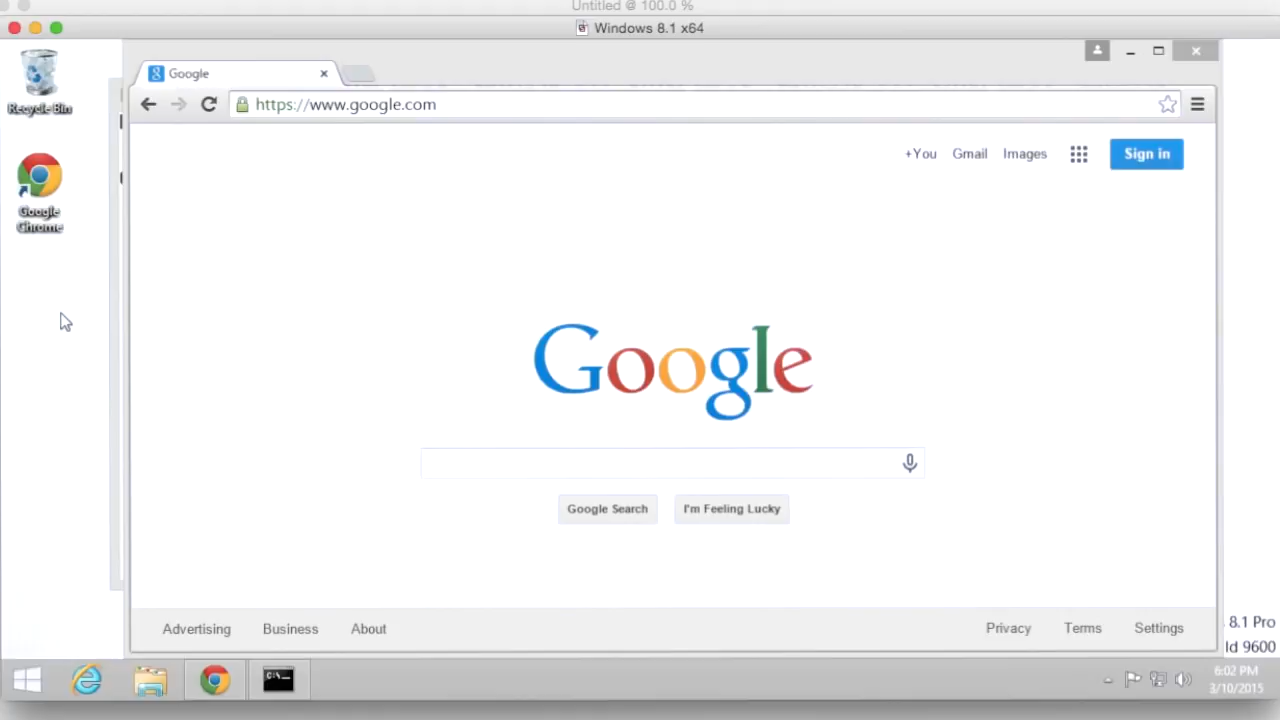 Untitled @ 100.0 %
Windows 8.1 x64
Recycle Bin
Google
https://www.google.com
+You Gmail Images Sign in
Google Chrome
Google
Google Search I'm Feeling Lucky
Advertising Business About Privacy Terms Settings
8.1 Pro
ld 9600
C:\_
6:02 PM
3/10/2015